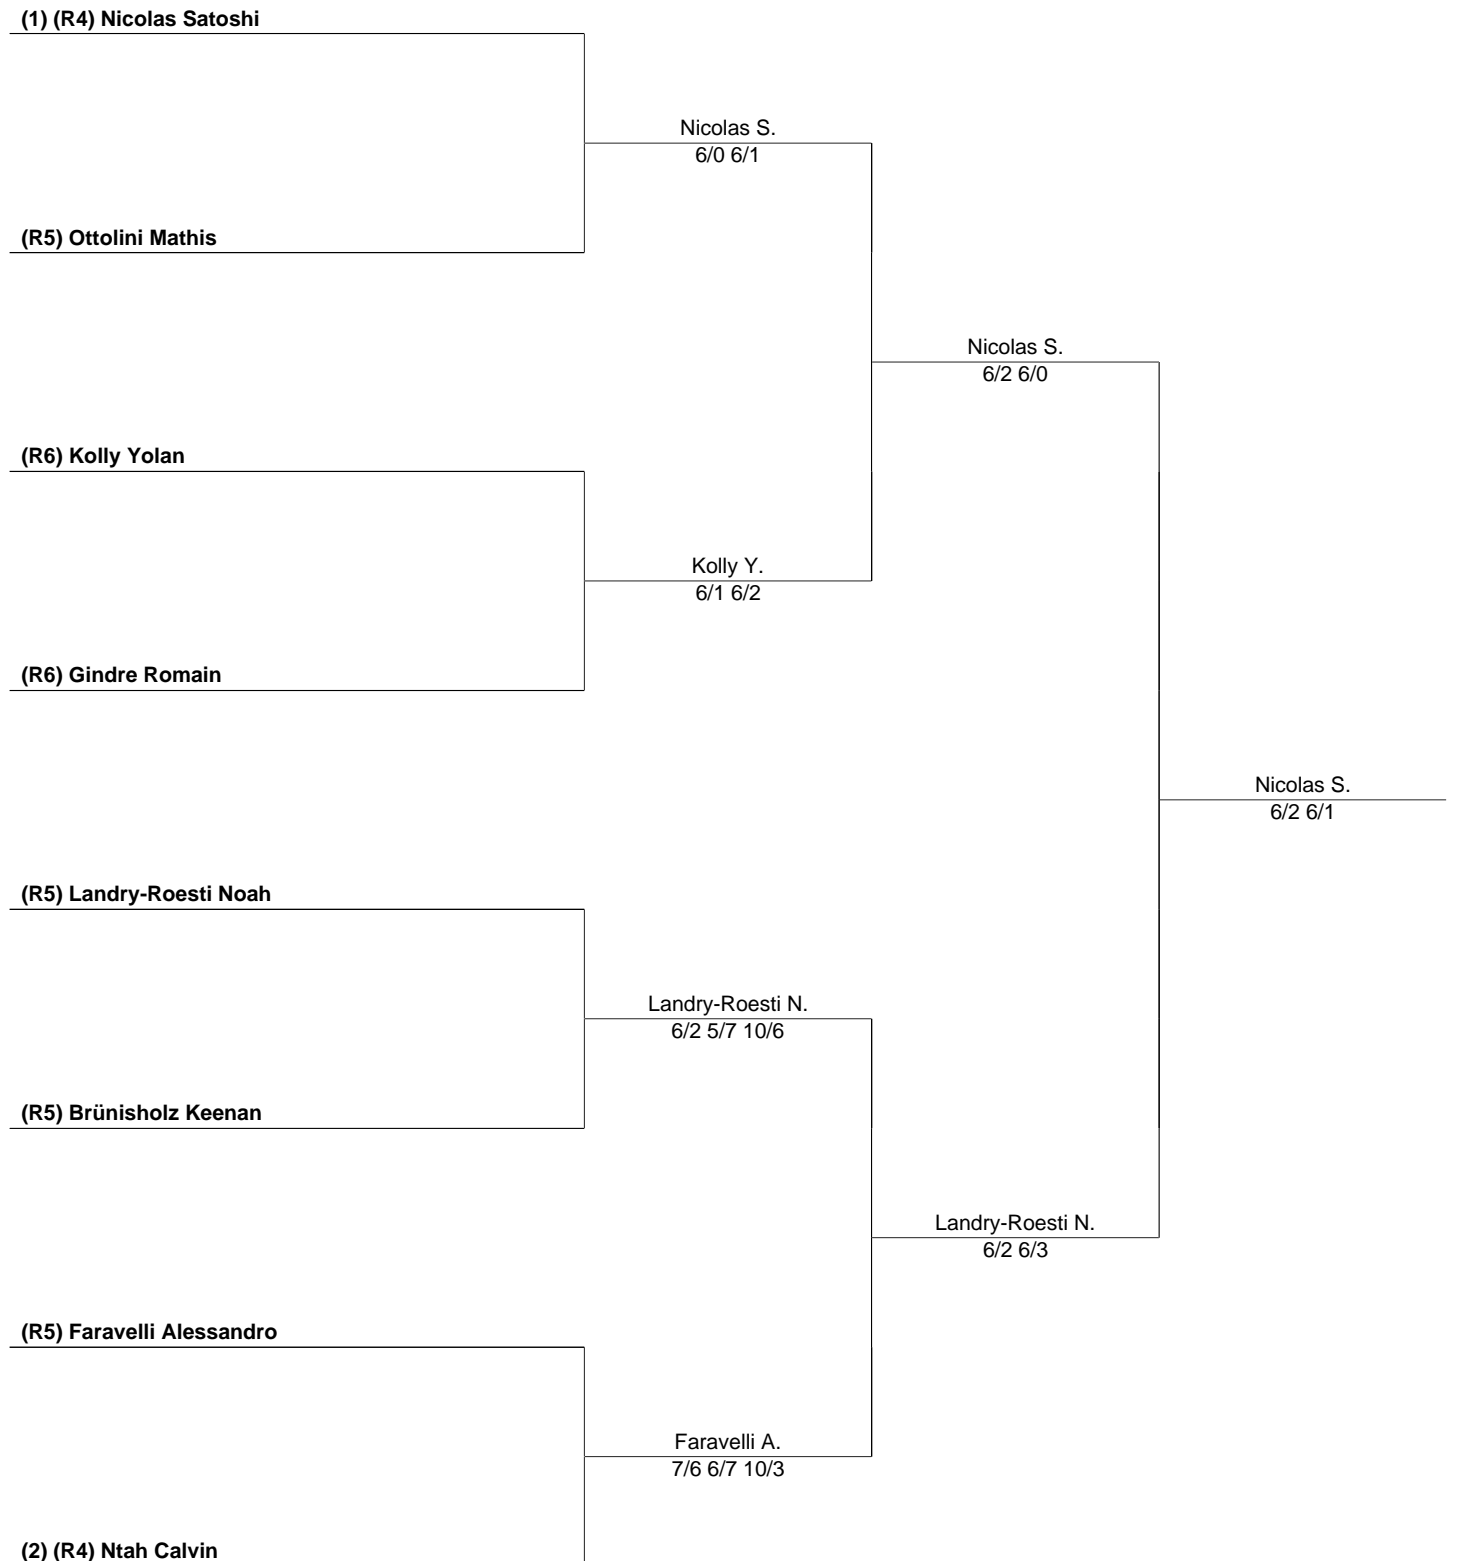 (1) (R4) Nicolas Satoshi
Nicolas S.
6/0 6/1
(R5) Ottolini Mathis
Nicolas S.
6/2 6/0
(R6) Kolly Yolan
Kolly Y.
6/1 6/2
(R6) Gindre Romain
Nicolas S.
6/2 6/1
(R5) Landry-Roesti Noah
Landry-Roesti N.
6/2 5/7 10/6
(R5) Brünisholz Keenan
Landry-Roesti N.
6/2 6/3
(R5) Faravelli Alessandro
Faravelli A.
7/6 6/7 10/3
(2) (R4) Ntah Calvin